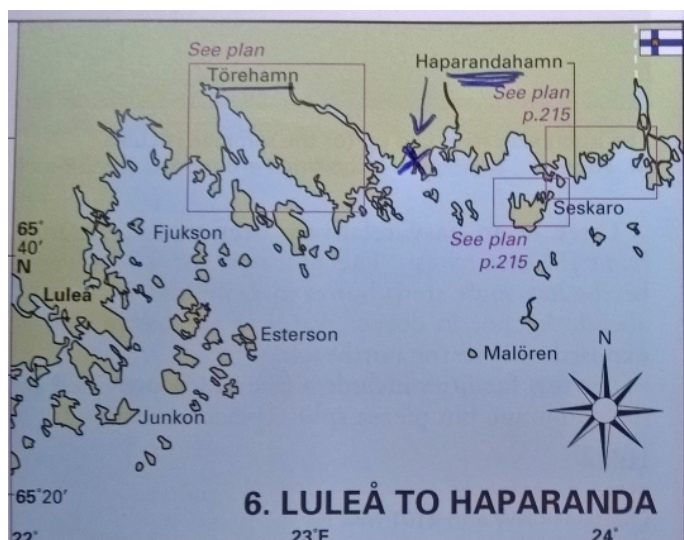 See plan
Törehamn
Haparandahamn
See plan
p.215
65°
40'
N
Fjukson
Seskaro
See plan
p.215
Luleå
Esterson
Malören
N
Junkon
65°20'
6. LULEÅ TO HAPARANDA
22°
23°E
24°